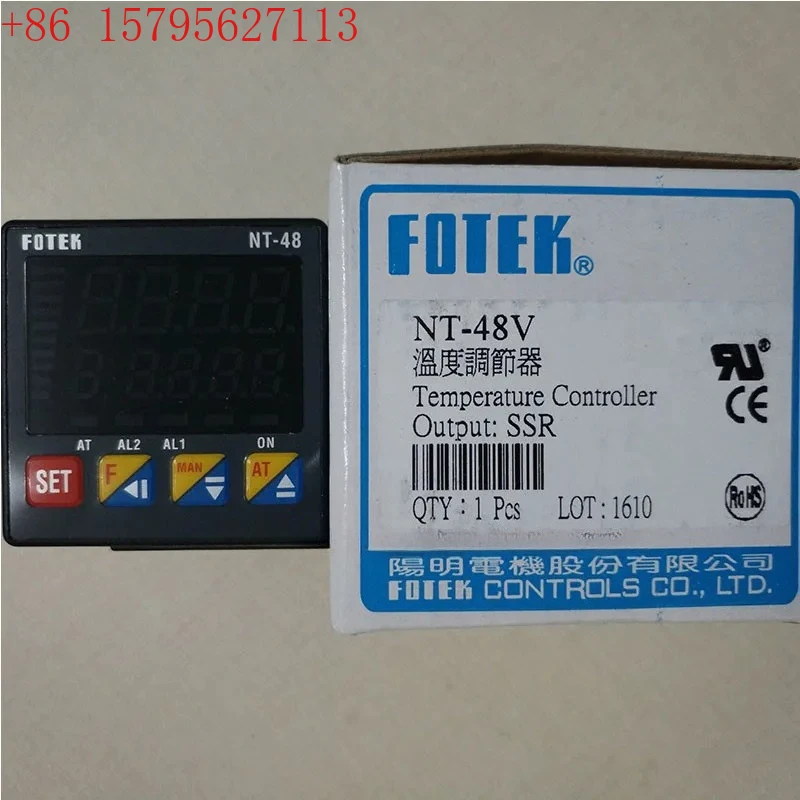 +86 15795627113
FOTEK NT-48
AT AL2 AL1 ON
SET F MAN AT
FOTEK®
NT-48V
溫度調節器
Temperature Controller
Output: SSR
QTY : 1 Pcs LOT : 1610
RU®
CE
RoHS
陽明電機股份有限公司
FOTEK CONTROLS CO., LTD.